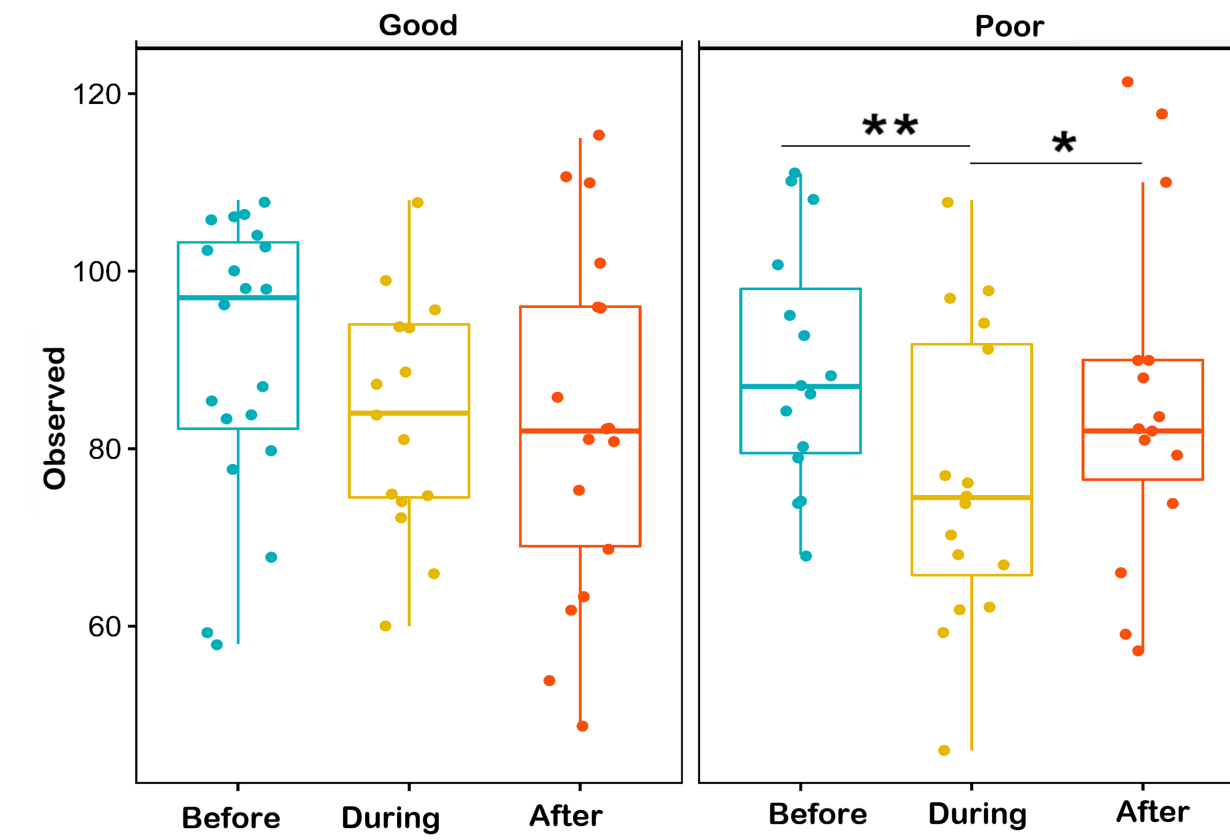 Good
Poor
Observed
120
100
80
60
**
*
Before
During
After
Before
During
After